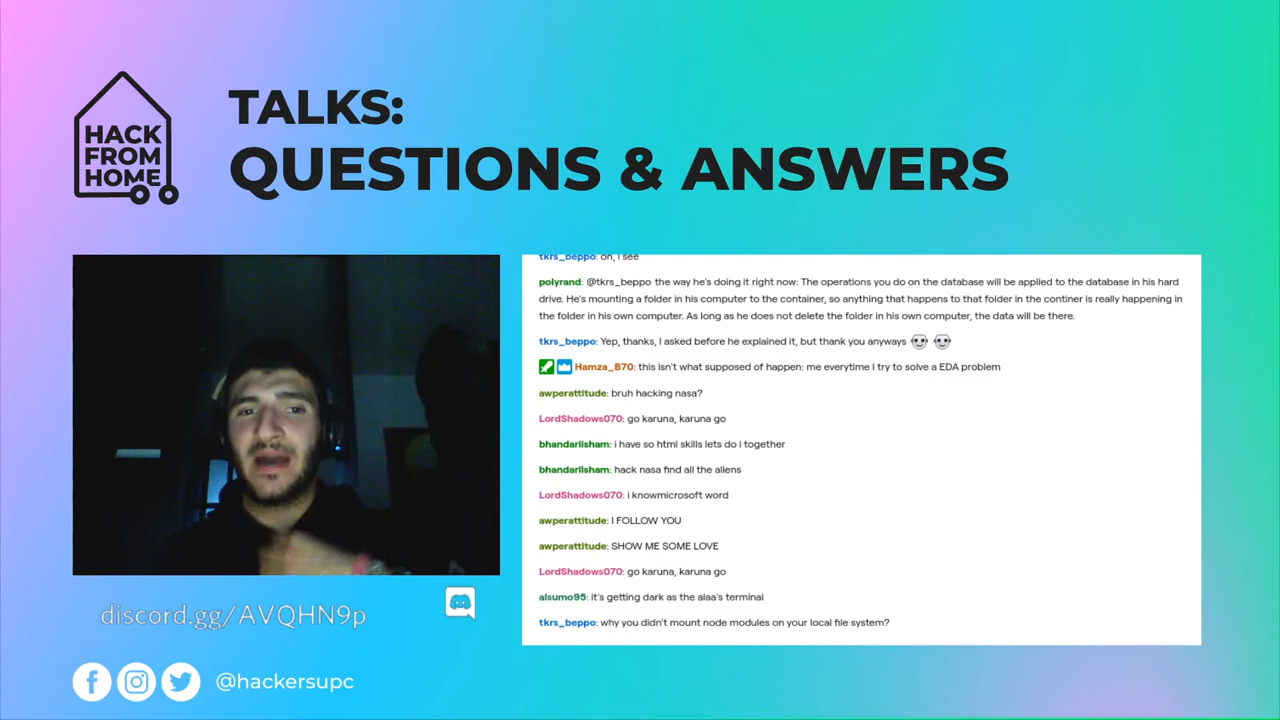 HACK
FROM
HOME
TALKS:
QUESTIONS & ANSWERS
tkrs_beppo: oh, i see
polyrand: @tkrs_beppo the way he's doing it right now: The operations you do on the database will be applied to the database in his hard
drive. He's mounting a folder in his computer to the container, so anything that happens to that folder in the continer is really happening in
the folder in his own computer. As long as he does not delete the folder in his own computer, the data will be there.
tkrs_beppo: Yep, thanks, I asked before he explained it, but thank you anyways
Hamza_B70: this isn't what supposed of happen: me everytime I try to solve a EDA problem
awperattitude: bruh hacking nasa?
LordShadows070: go karuna, karuna go
bhandariisham: i have so html skills lets do i together
bhandariisham: hack nasa find all the aliens
LordShadows070: i knowmicrosoft word
awperattitude: I FOLLOW YOU
awperattitude: SHOW ME SOME LOVE
LordShadows070: go karuna, karuna go
alsumo95: it's getting dark as the alaa's terminal
tkrs_beppo: why you didn't mount node modules on your local file system?
discord.gg/AVQHN9p
@hackersupc